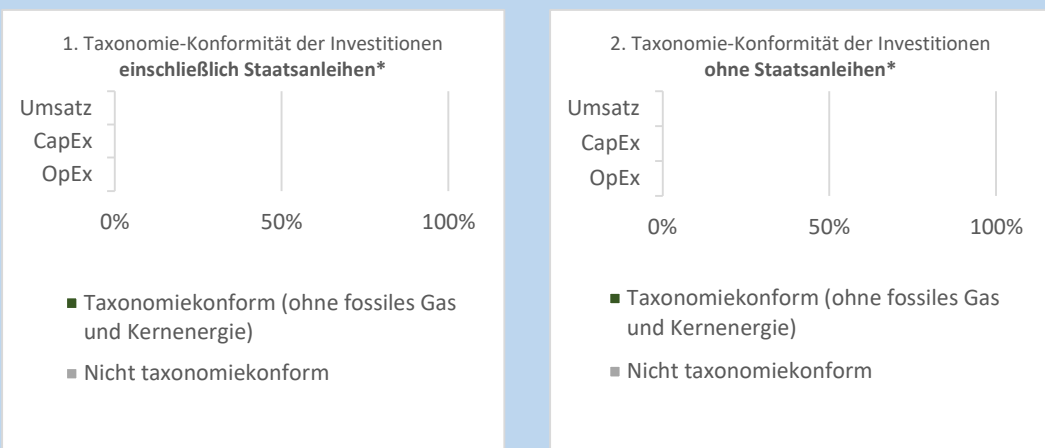 1. Taxonomie-Konformität der Investitionen
einschließlich Staatsanleihen*
Umsatz
CapEx
OpEx
0% 50% 100%
Taxonomiekonform (ohne fossiles Gas
und Kernenergie)
Nicht taxonomiekonform
2. Taxonomie-Konformität der Investitionen
ohne Staatsanleihen*
Umsatz
CapEx
OpEx
0% 50% 100%
Taxonomiekonform (ohne fossiles Gas
und Kernenergie)
Nicht taxonomiekonform